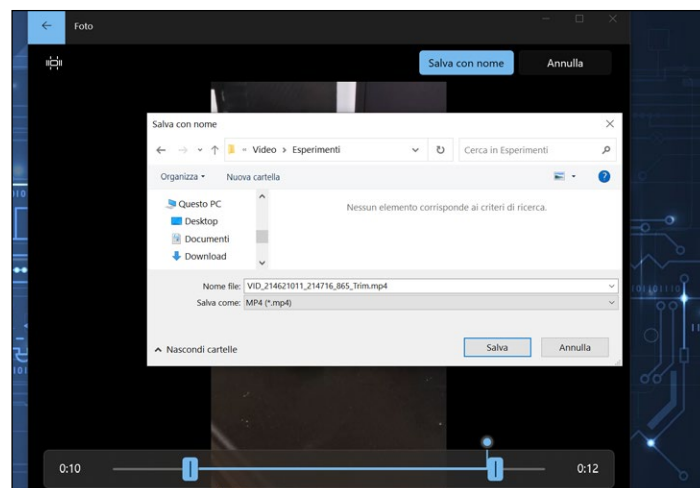 Foto
Salva con nome
Annulla
Salva con nome
« Video > Esperimenti
Cerca in Esperimenti
Organizza
Nuova cartella
Questo PC
Desktop
Documenti
Download
Nessun elemento corrisponde ai criteri di ricerca.
Nome file: VID_214621011_214716_865_Trim.mp4
Salva come: MP4 (*.mp4)
Nascondi cartelle
Salva
Annulla
0:10
0:12